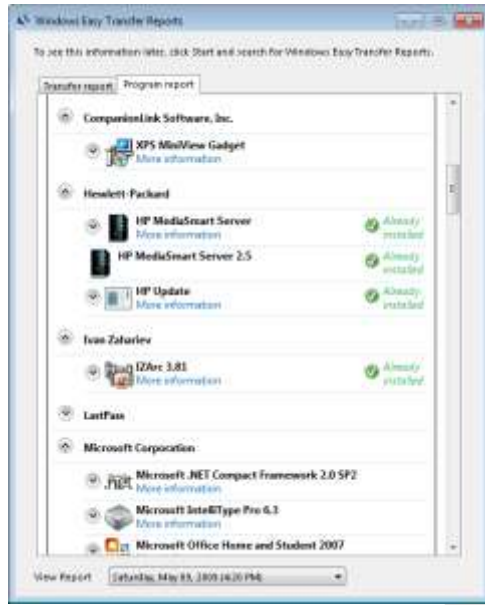 Windows Easy Transfer Reports
To see this information later, click Start and search for Windows Easy Transfer Reports.
Transfer report Program report
CompanionLink Software, Inc.
XPS MiniView Gadget
More information
Hewlett-Packard
HP MediaSmart Server
More information
Already installed
HP MediaSmart Server 2.5
Already installed
HP Update
More information
Already installed
Ivan Zahariev
IZArc 3.81
More information
Already installed
LastPass
Microsoft Corporation
.NET
Microsoft .NET Compact Framework 2.0 SP2
More information
Microsoft IntelliType Pro 6.3
More information
Microsoft Office Home and Student 2007
View Report Saturday, May 09, 2009 (4:20 PM)